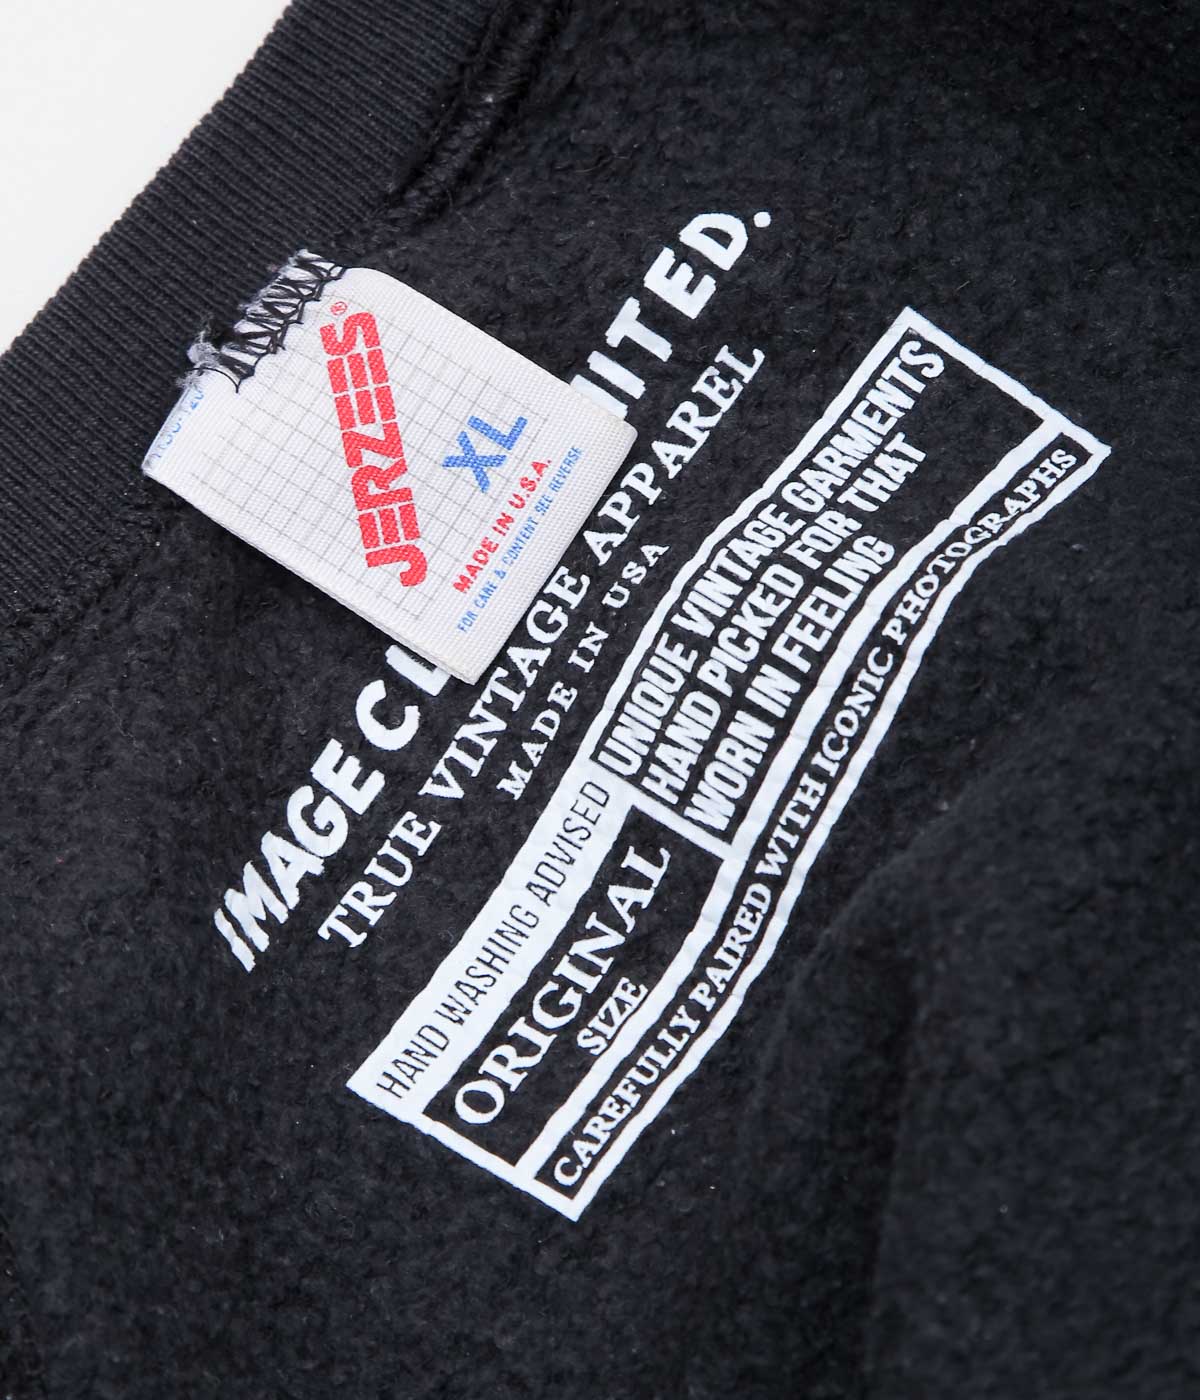 JERZEES®
XL
MADE IN U.S.A.
FOR CARE & CONTENT SEE REVERSE
IMAGE
TRUE VINTAGE APPAREL
MADE IN USA
HAND WASHING ADVISED
UNIQUE VINTAGE GARMENTS
HAND PICKED FOR THAT
WORN IN FEELING
ORIGINAL
SIZE
CAREFULLY PAIRED WITH ICONIC PHOTOGRAPHS